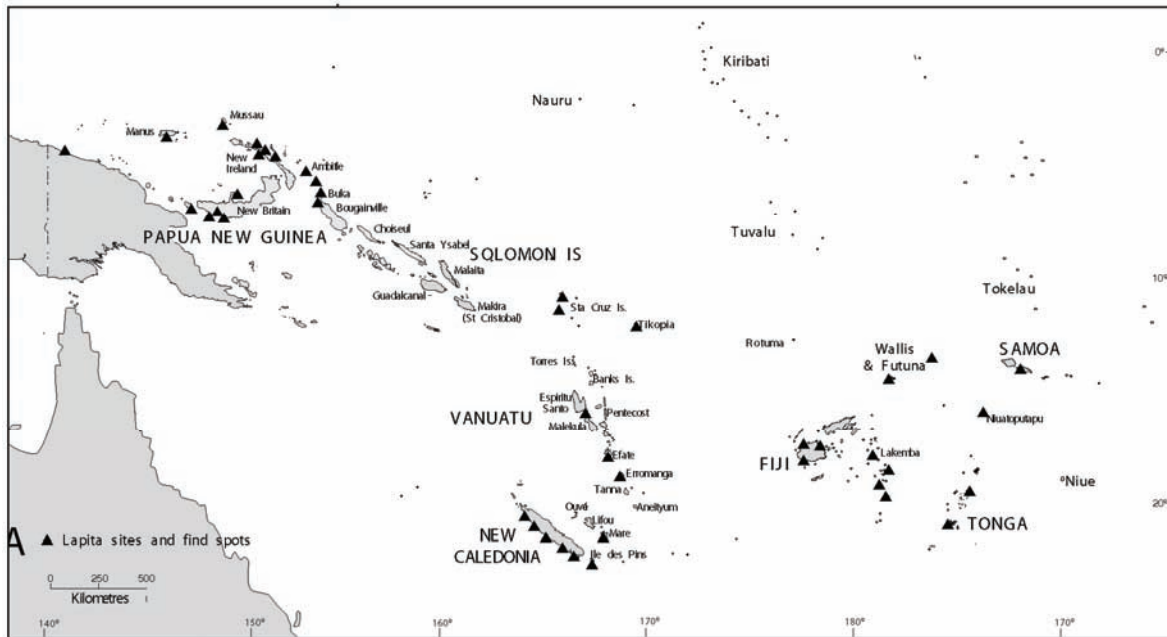 0°
Kiribati
Nauru
Mussau
Manus
New
Ireland
Ambitle
Buka
New Britain
Bougainville
PAPUA NEW GUINEA
Choiseul
Santa Ysabel
SOLOMON IS
Malaita
Guadalcanal
Makira
(St Cristobal)
Tuvalu
10°
Tokelau
Sta Cruz Is.
Tikopia
Rotuma
Wallis
& Futuna
SAMOA
Torres Is.
Banks Is.
Espiritu
Santo
VANUATU
Pentecost
Malekula
Niuatoputapu
Efate
FIJI
Lakemba
Erromanga
Tanna
Niue
Ouvé
Aneityum
Lifou
20°
TONGA
NEW
CALEDONIA
Mare
Ile des Pins
A
Lapita sites and find spots
0 250 500
Kilometres
140° 150° 160° 170° 180° 170°